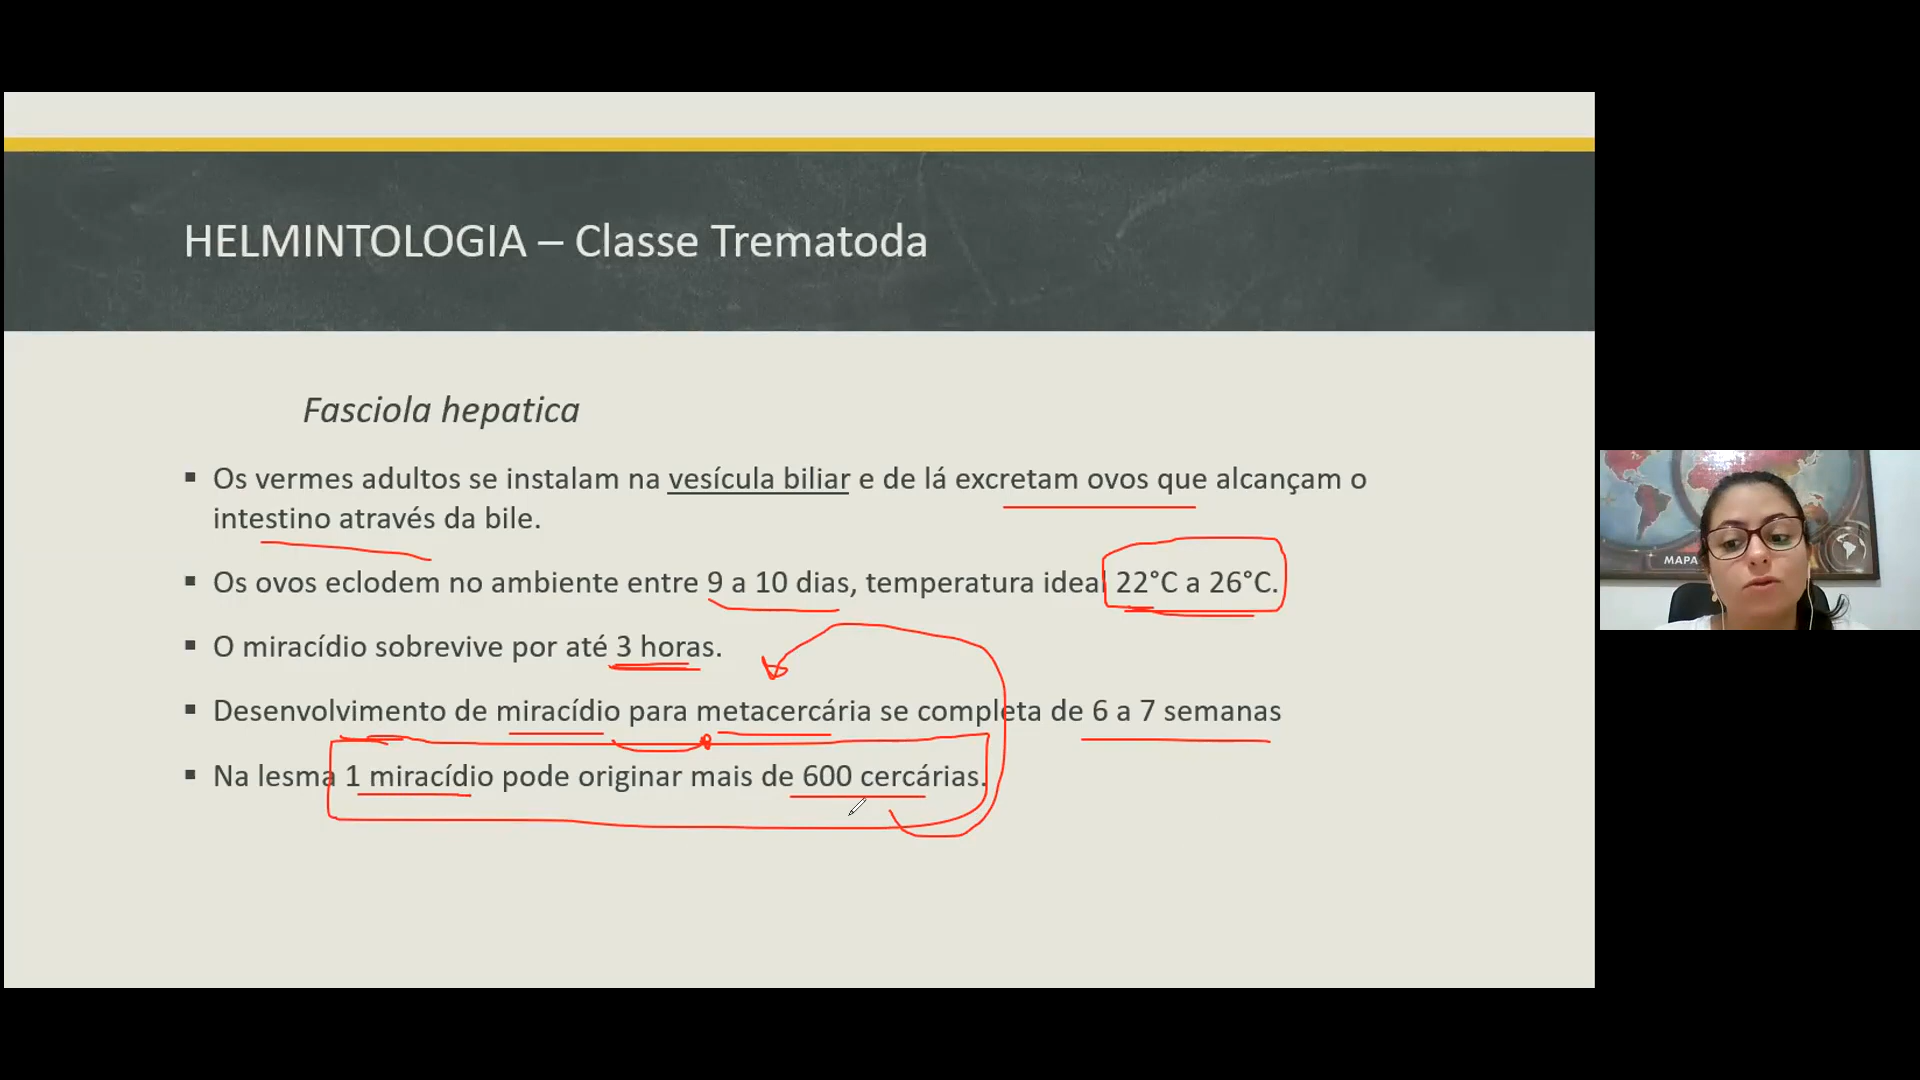 HELMINTOLOGIA – Classe Trematoda
Fasciola hepatica
▪ Os vermes adultos se instalam na vesícula biliar e de lá excretam ovos que alcançam o
intestino através da bile.
▪ Os ovos eclodem no ambiente entre 9 a 10 dias, temperatura ideal 22°C a 26°C.
▪ O miracídio sobrevive por até 3 horas.
▪ Desenvolvimento de miracídio para metacercária se completa de 6 a 7 semanas
▪ Na lesma 1 miracídio pode originar mais de 600 cercárias.
MAPA